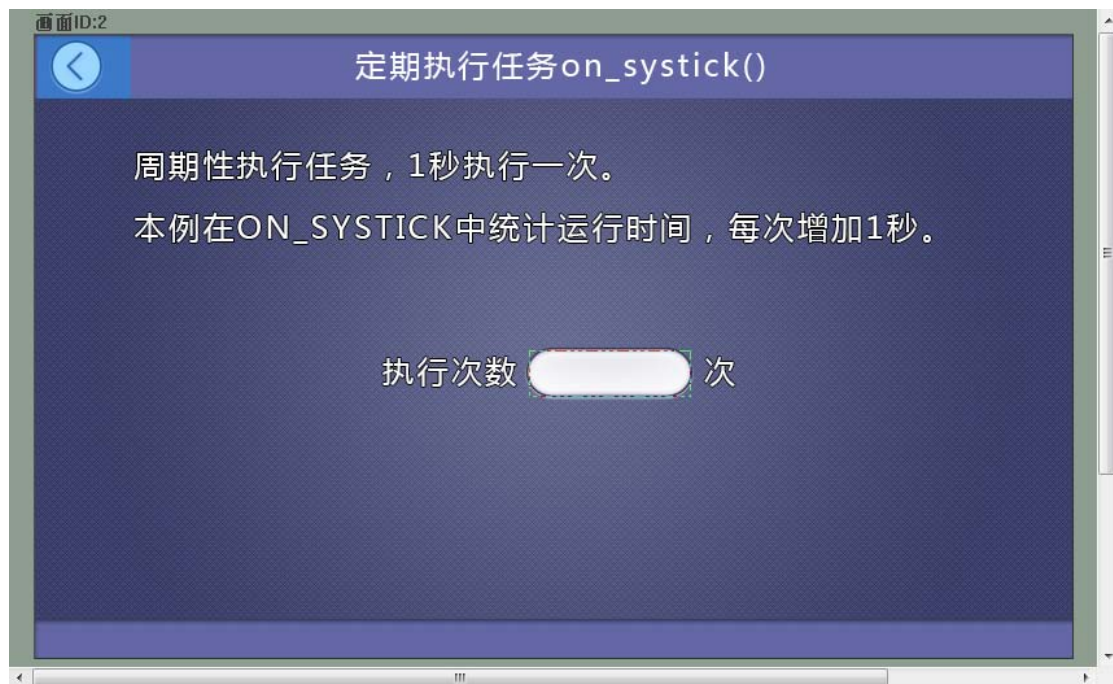 画面ID:2
定期执行任务on_systick()
周期性执行任务，1秒执行一次。
本例在ON_SYSTICK中统计运行时间，每次增加1秒。
执行次数 次